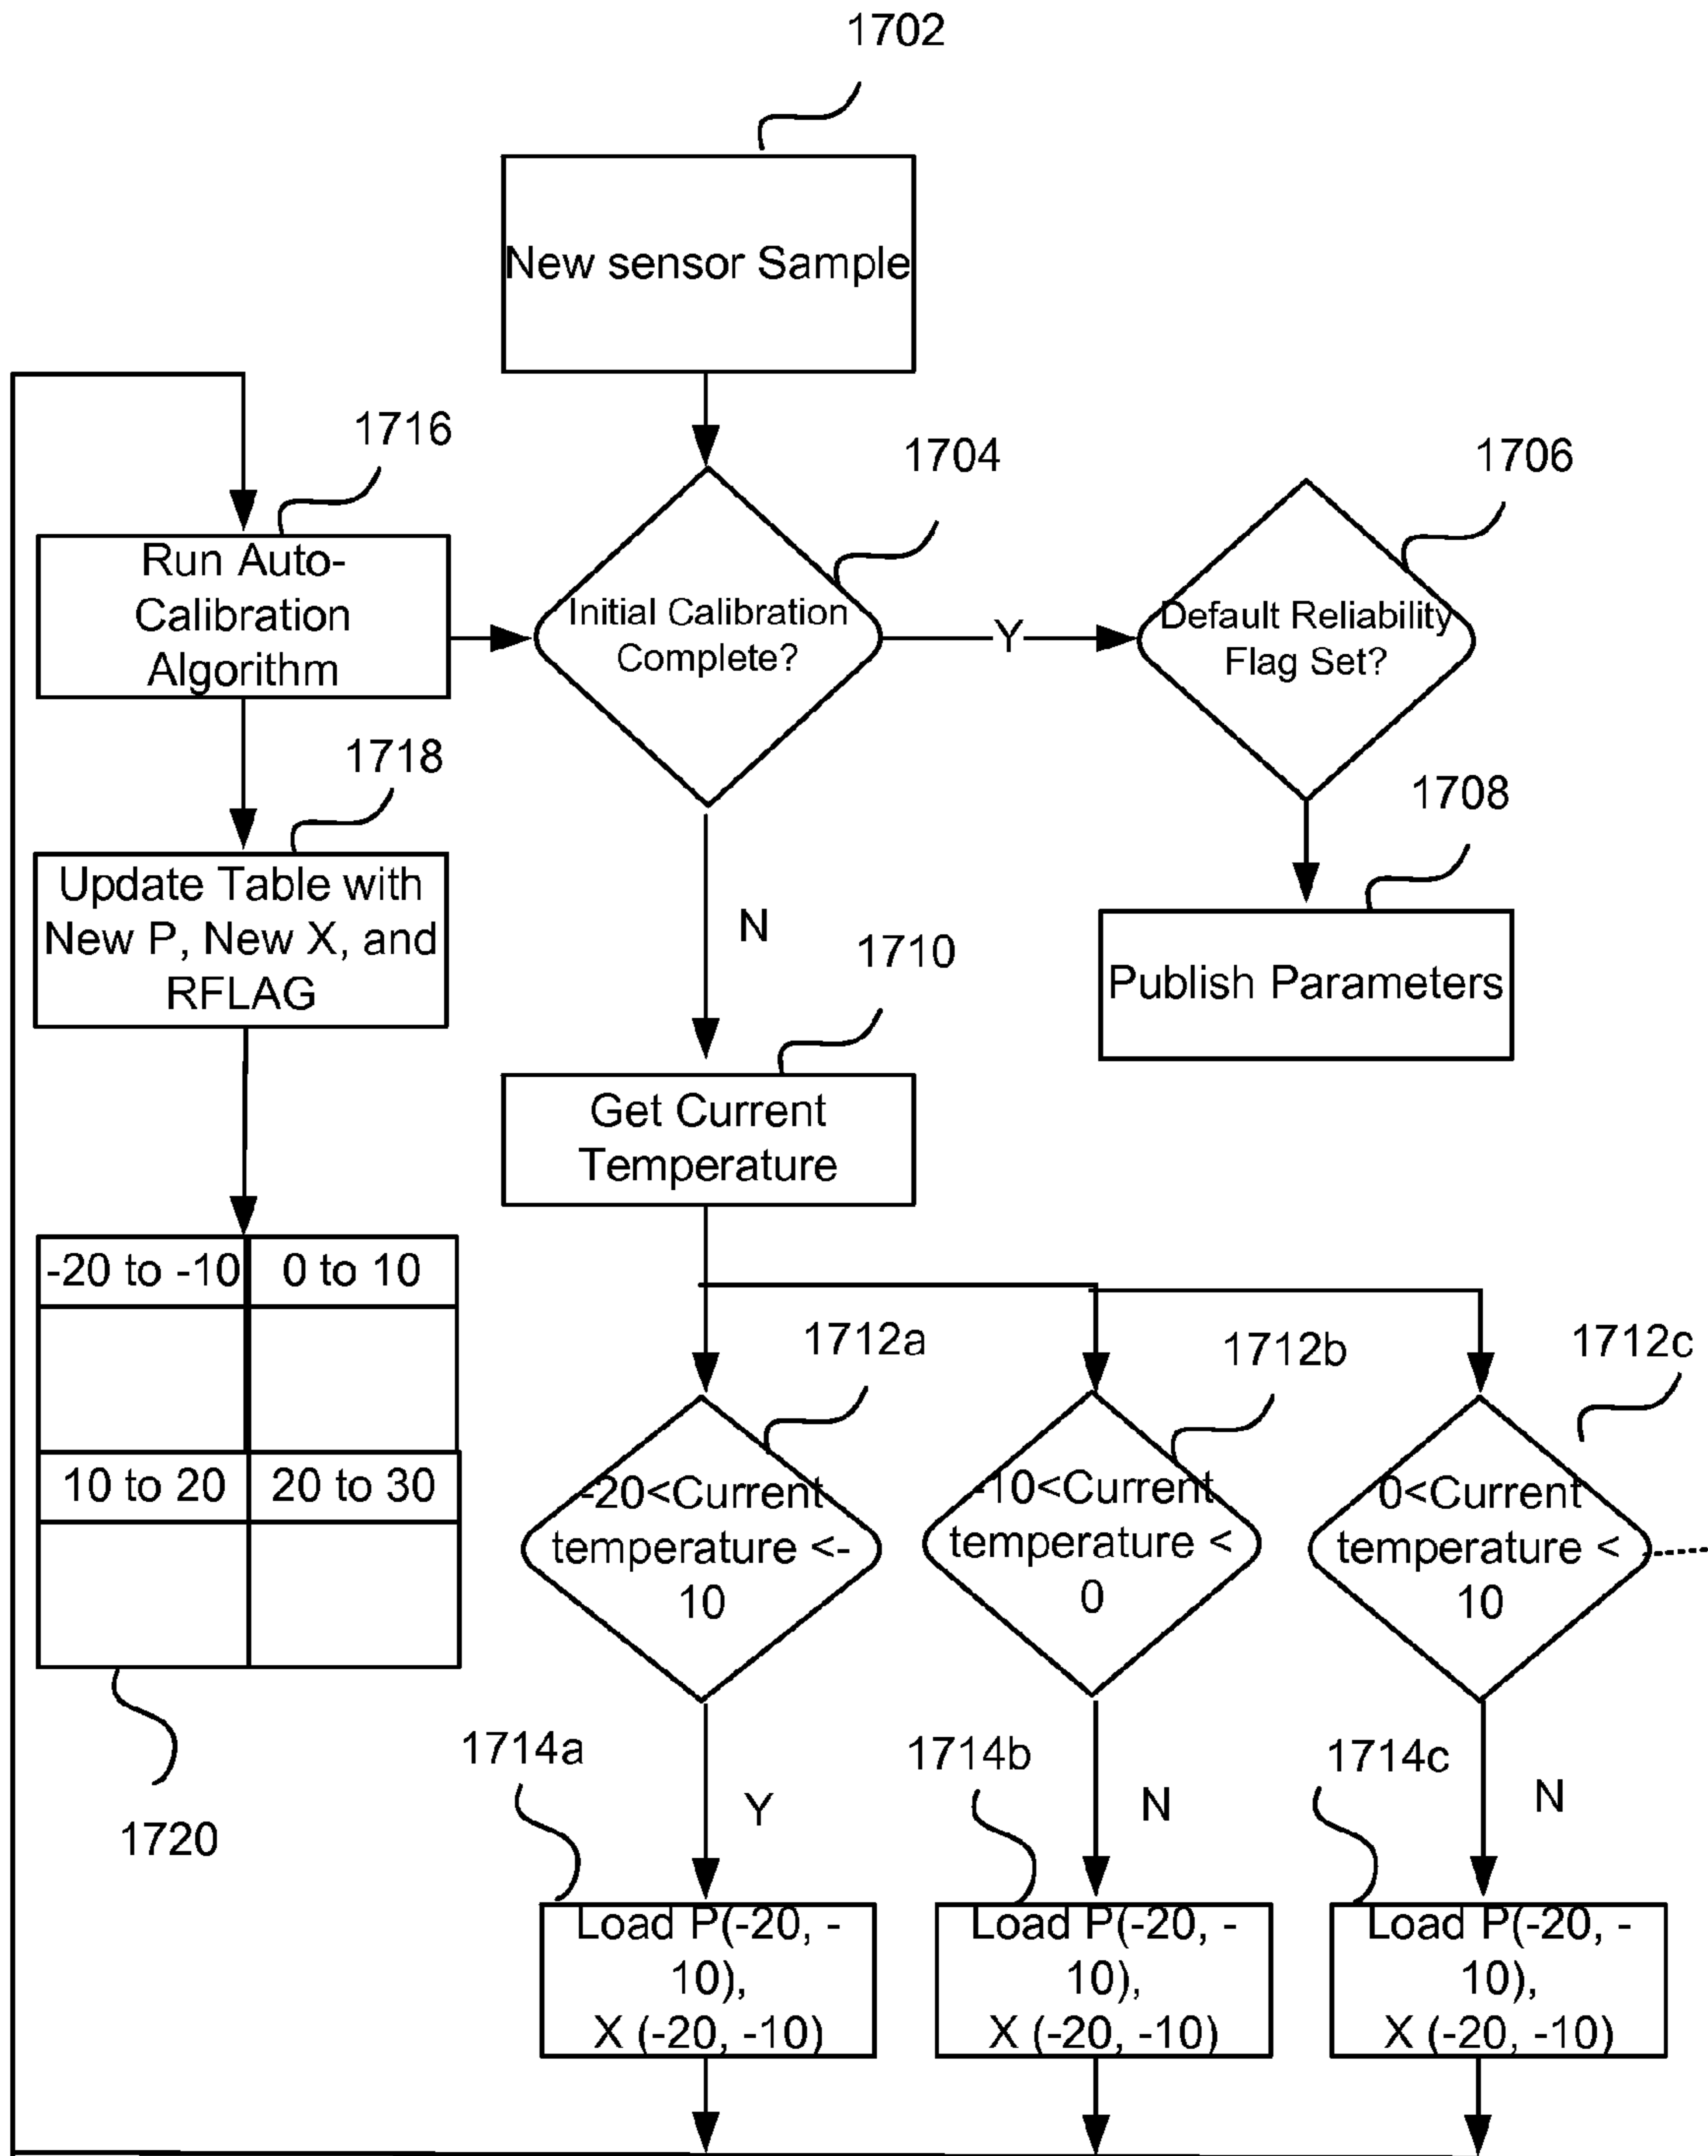 1702
New sensor Sample
1716
1704
1706
Run Auto-
Calibration
Algorithm
Initial Calibration
Complete?
Y
Default Reliability
Flag Set?
1718
1708
Update Table with
New P, New X, and
RFLAG
N
1710
Publish Parameters
Get Current
Temperature
-20 to -10
0 to 10
10 to 20
20 to 30
1720
1712a
1712b
1712c
-20<Current
temperature <-
10
-10<Current
temperature <
0
0<Current
temperature <
10
1714a
Y
1714b
N
1714c
N
Load P(-20, -
10),
X (-20, -10)
Load P(-20, -
10),
X (-20, -10)
Load P(-20, -
10),
X (-20, -10)